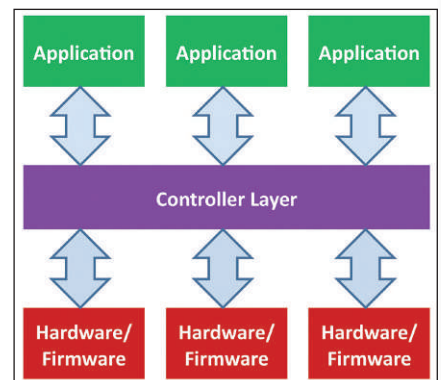 Application Application Application
Controller Layer
Hardware/ Hardware/ Hardware/
Firmware Firmware Firmware